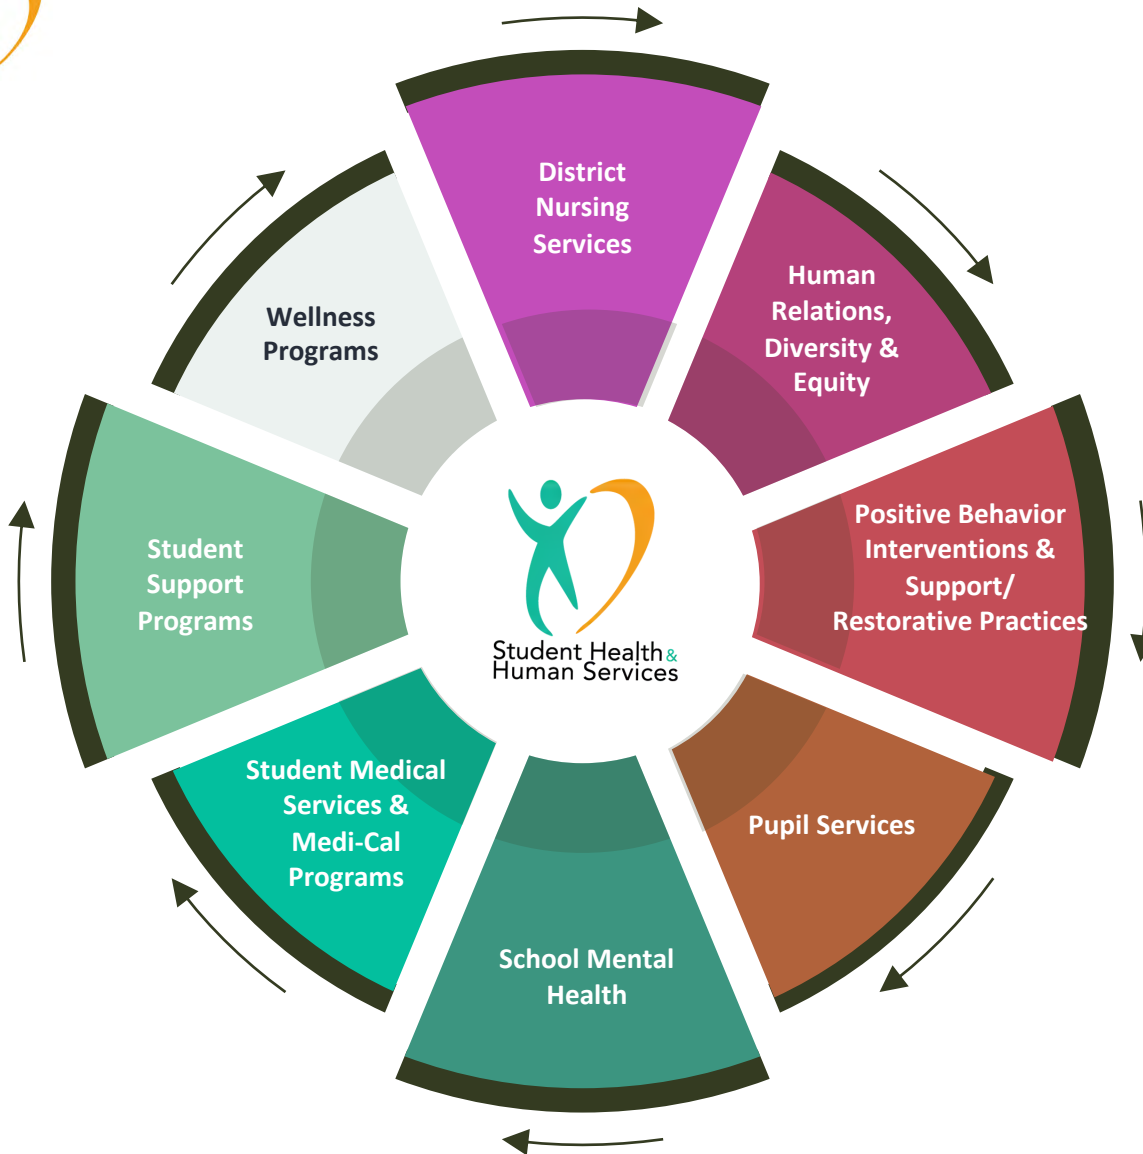 District
Nursing
Services
Human
Relations,
Diversity &
Equity
Positive Behavior
Interventions &
Support/
Restorative Practices
Pupil Services
School Mental
Health
Student Medical
Services &
Medi-Cal
Programs
Student
Support
Programs
Wellness
Programs
Student Health &
Human Services